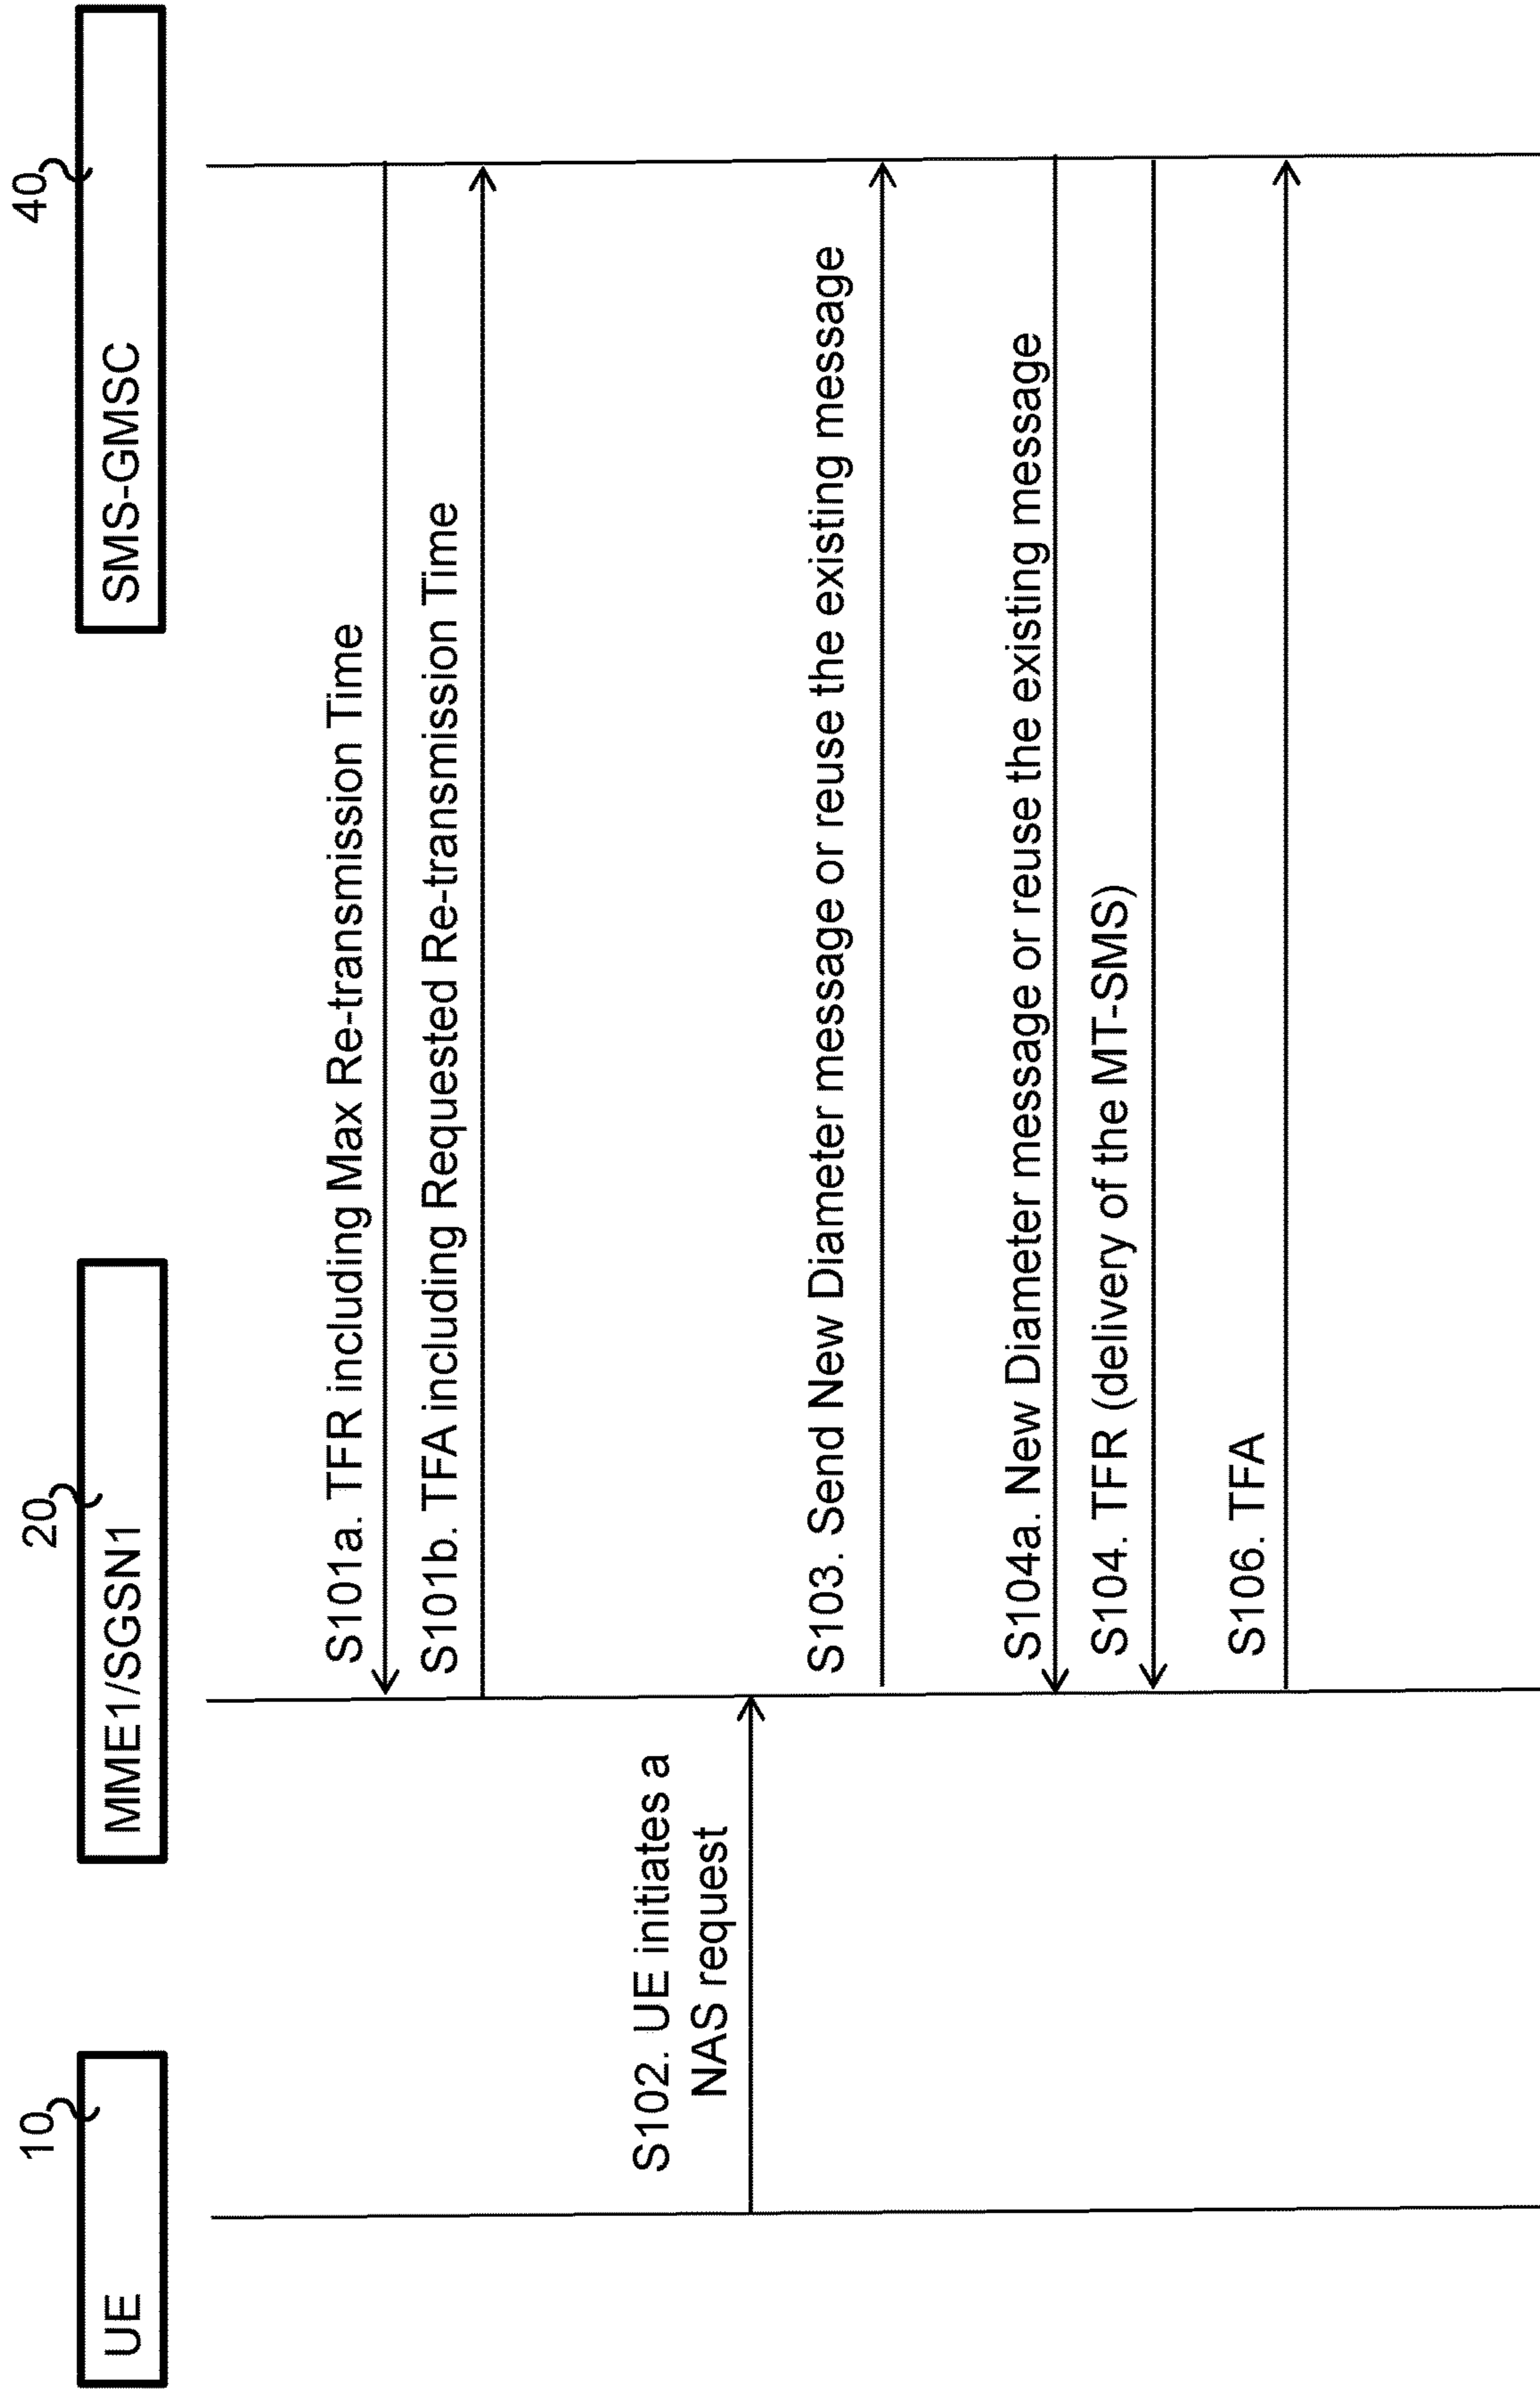 10
20
40
UE
MME1/SGSN1
SMS-GMSC
S101a. TFR including Max Re-transmission Time
S101b. TFA including Requested Re-transmission Time
S102. UE initiates a
NAS request
S103. Send New Diameter message or reuse the existing message
S104a. New Diameter message or reuse the existing message
S104. TFR (delivery of the MT-SMS)
S106. TFA